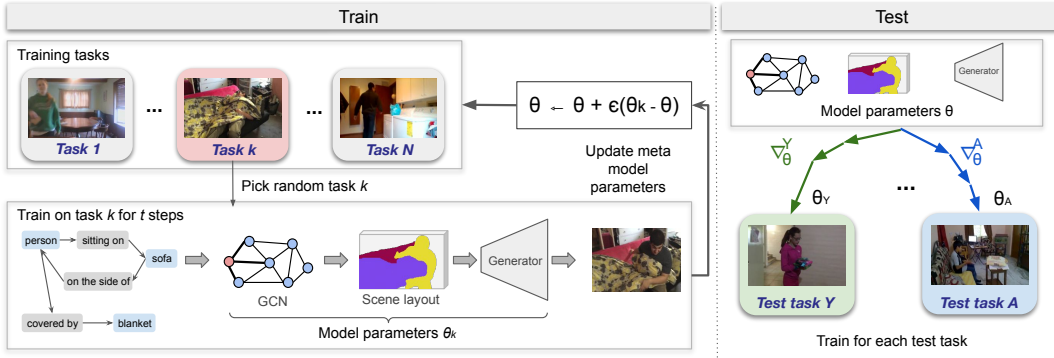 Train
Training tasks
Task 1
...
Task k
...
Task N
θ ← θ + ϵ(θk - θ)
Update meta
model
parameters
Pick random task k
Train on task k for t steps
person
sitting on
sofa
on the side of
covered by
blanket
GCN
Scene layout
Generator
Model parameters θk
Test
Generator
Model parameters θ
∇θY
∇θA
...
θY
θA
Test task Y
Test task A
Train for each test task